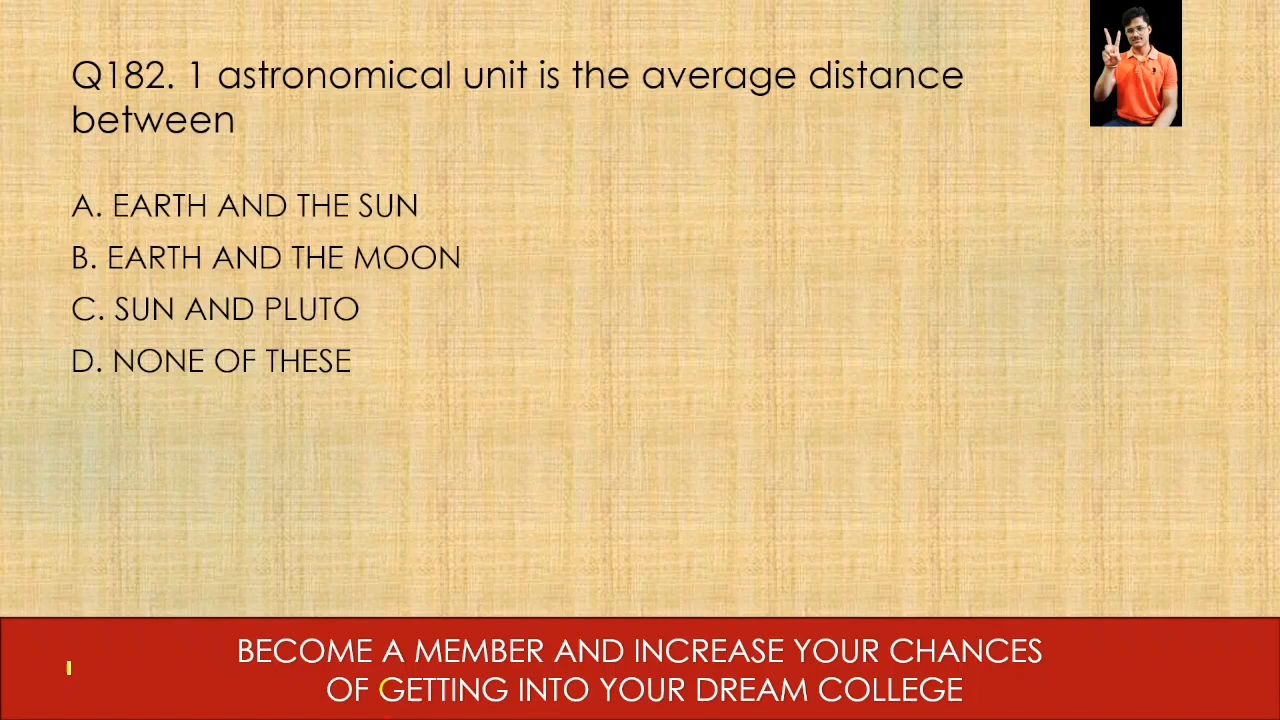 Q182. 1 astronomical unit is the average distance
between
A. EARTH AND THE SUN
B. EARTH AND THE MOON
C. SUN AND PLUTO
D. NONE OF THESE
BECOME A MEMBER AND INCREASE YOUR CHANCES
OF GETTING INTO YOUR DREAM COLLEGE